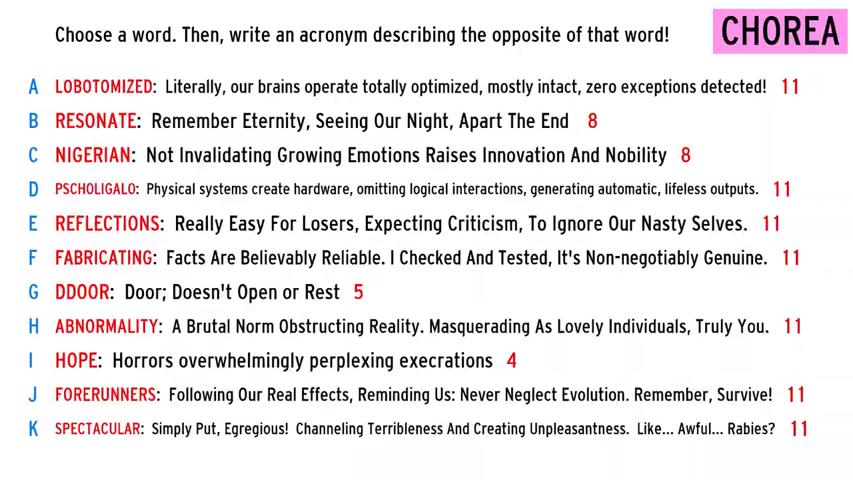 Choose a word. Then, write an acronym describing the opposite of that word!
CHOREA
A LOBOTOMIZED: Literally, our brains operate totally optimized, mostly intact, zero exceptions detected! 11
B RESONATE: Remember Eternity, Seeing Our Night, Apart The End 8
C NIGERIAN: Not Invalidating Growing Emotions Raises Innovation And Nobility 8
D PSCHOLIGALO: Physical systems create hardware, omitting logical interactions, generating automatic, lifeless outputs. 11
E REFLECTIONS: Really Easy For Losers, Expecting Criticism, To Ignore Our Nasty Selves. 11
F FABRICATING: Facts Are Believably Reliable. I Checked And Tested, It's Non-negotiably Genuine. 11
G DDOOR: Door; Doesn't Open or Rest 5
H ABNORMALITY: A Brutal Norm Obstructing Reality. Masquerading As Lovely Individuals, Truly You. 11
I HOPE: Horrors overwhelmingly perplexing execrations 4
J FORERUNNERS: Following Our Real Effects, Reminding Us: Never Neglect Evolution. Remember, Survive! 11
K SPECTACULAR: Simply Put, Egregious! Channeling Terribleness And Creating Unpleasantness. Like... Awful... Rabies? 11